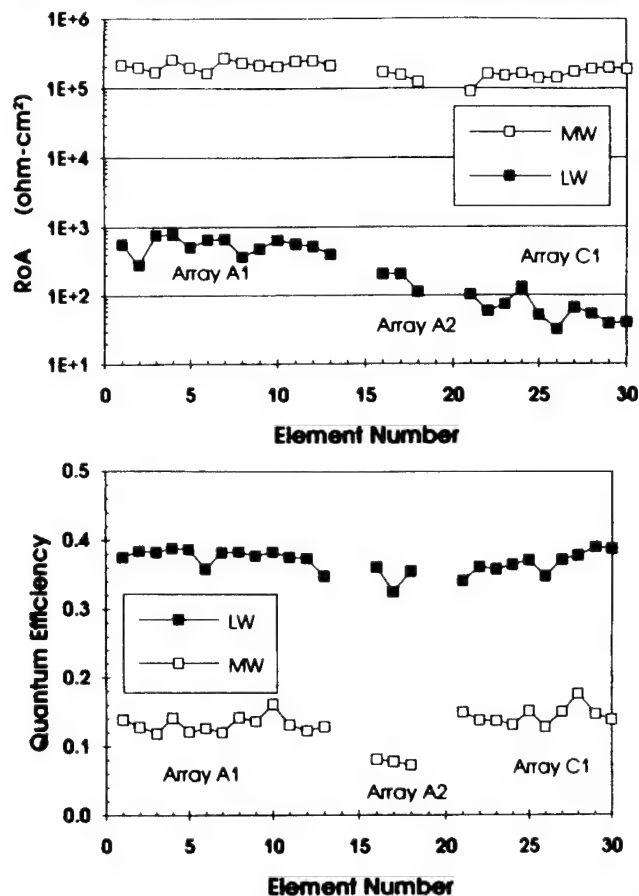 1E+6
1E+5
1E+4
1E+3
1E+2
1E+1
RoA (ohm-cm²)
MW
LW
Array A1
Array A2
Array C1
0 5 10 15 20 25 30
Element Number
0.5
0.4
0.3
0.2
0.1
0.0
Quantum Efficiency
LW
MW
Array A1
Array A2
Array C1
0 5 10 15 20 25 30
Element Number